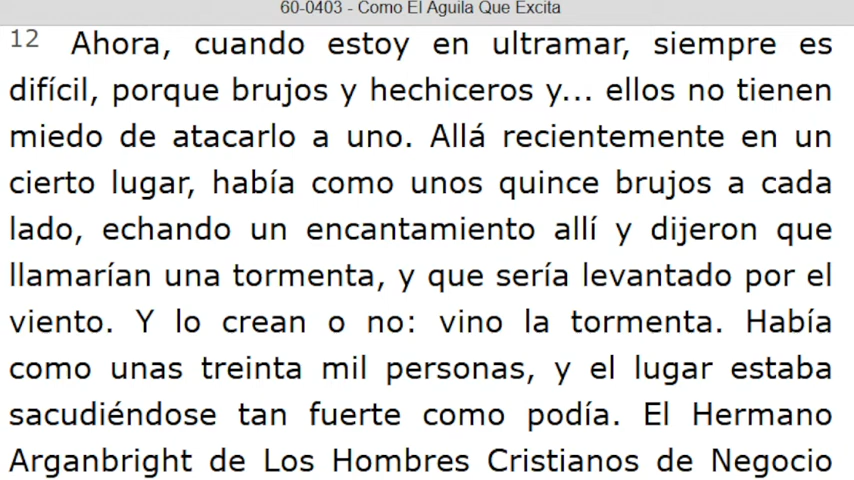 60-0403 - Como El Aguila Que Excita
12 Ahora, cuando estoy en ultramar, siempre es
difícil, porque brujos y hechiceros y... ellos no tienen
miedo de atacarlo a uno. Allá recientemente en un
cierto lugar, había como unos quince brujos a cada
lado, echando un encantamiento allí y dijeron que
llamarían una tormenta, y que sería levantado por el
viento. Y lo crean o no: vino la tormenta. Había
como unas treinta mil personas, y el lugar estaba
sacudiéndose tan fuerte como podía. El Hermano
Arganbright de Los Hombres Cristianos de Negocio